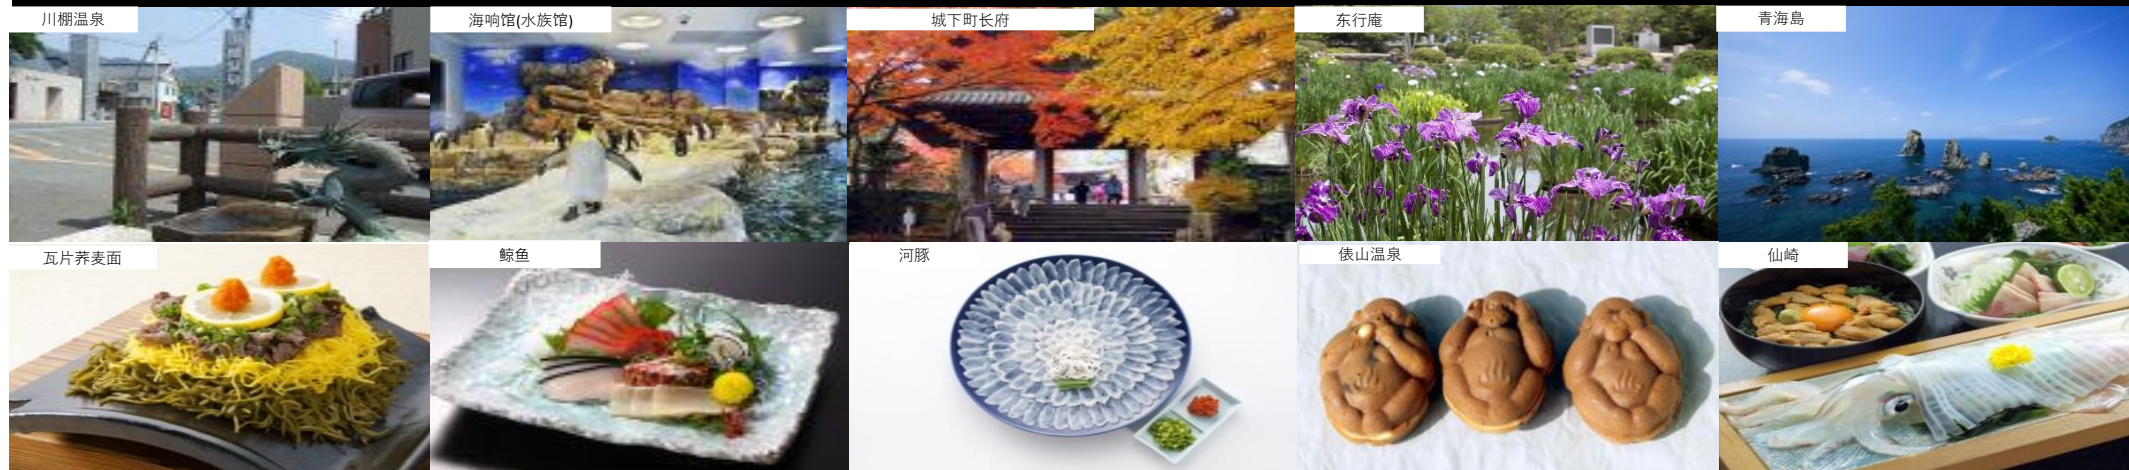 川棚温泉
海响馆(水族馆)
城下町长府
东行庵
青海島
瓦片荞麦面
鲸鱼
河豚
俵山温泉
仙崎